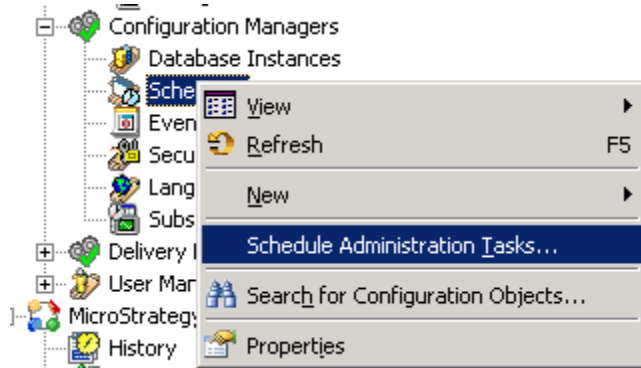 Configuration Managers
Database Instances
Sche
View
Even
Refresh F5
Secu
Lang
New
Subs
Delivery
Schedule Administration Tasks...
User Mar
Search for Configuration Objects...
MicroStrategy
History
Properties